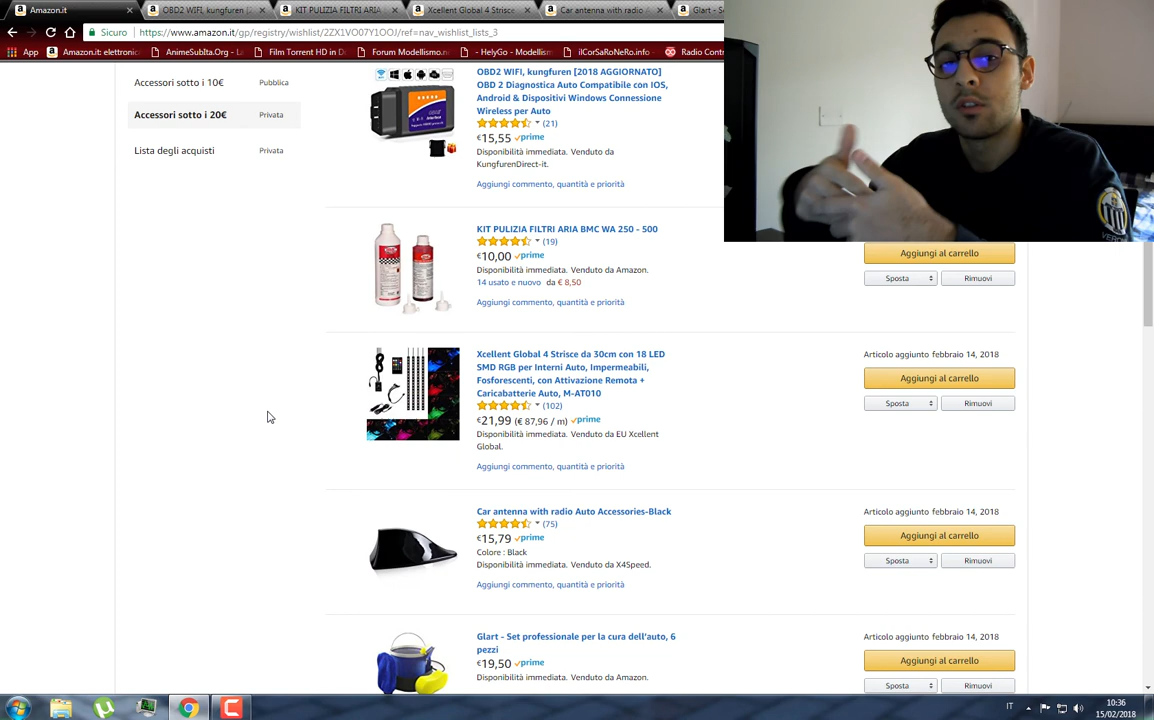 Amazon.it
OBD2 WIFI, kungfuren [
KIT PULIZIA FILTRI ARIA
Xcellent Global 4 Strisce
Car antenna with radio A
Glart - S
Sicuro
https://www.amazon.it/gp/registry/wishlist/2ZX1VO07Y1OOJ/ref=nav_wishlist_lists_3
App
Amazon.it: elettronic
AnimeSubIta.Org - L
Film Torrent HD in D
Forum Modellismo.n
- HelyGo - Modellism
ilCorSaRoNeRo.info -
Radio Contr
Accessori sotto i 10€
Pubblica
Accessori sotto i 20€
Privata
Lista degli acquisti
Privata
OBD2 WIFI, kungfuren [2018 AGGIORNATO]
OBD 2 Diagnostica Auto Compatibile con IOS,
Android & Dispositivi Windows Connessione
Wireless per Auto
(21)
€15,55 prime
Disponibilità immediata. Venduto da
KungfurenDirect-it.
Aggiungi commento, quantità e priorità
KIT PULIZIA FILTRI ARIA BMC WA 250 - 500
(19)
€10,00 prime
Disponibilità immediata. Venduto da Amazon.
14 usato e nuovo da € 8,50
Aggiungi commento, quantità e priorità
Aggiungi al carrello
Sposta
Rimuovi
Xcellent Global 4 Strisce da 30cm con 18 LED
SMD RGB per Interni Auto, Impermeabili,
Fosforescenti, con Attivazione Remota +
Caricabatterie Auto, M-AT010
(102)
€21,99 (€ 87,96 / m) prime
Disponibilità immediata. Venduto da EU Xcellent
Global.
Aggiungi commento, quantità e priorità
Articolo aggiunto febbraio 14, 2018
Aggiungi al carrello
Sposta
Rimuovi
Car antenna with radio Auto Accessories-Black
(75)
€15,79 prime
Colore : Black
Disponibilità immediata. Venduto da X4Speed.
Aggiungi commento, quantità e priorità
Articolo aggiunto febbraio 14, 2018
Aggiungi al carrello
Sposta
Rimuovi
Glart - Set professionale per la cura dell'auto, 6
pezzi
€19,50 prime
Disponibilità immediata. Venduto da Amazon.
Articolo aggiunto febbraio 14, 2018
Aggiungi al carrello
Sposta
Rimuovi
IT
10:36
15/02/2018